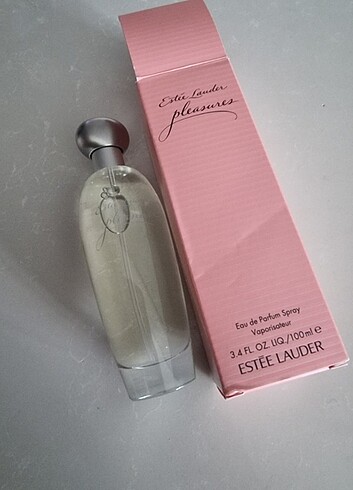 Estée Lauder
pleasures
Eau de Parfum Spray
Vaporisateur
3.4 FL. OZ. LIQ./100 ml ℮
ESTĒE LAUDER